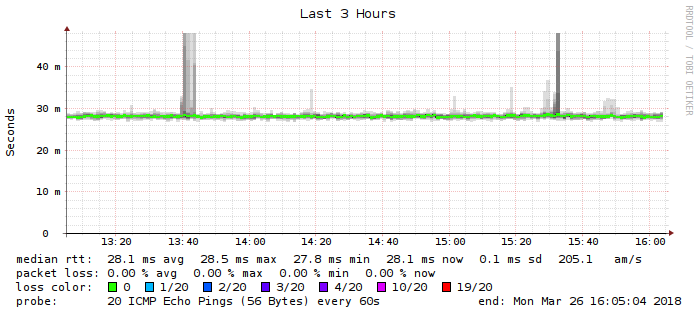 Last 3 Hours
RRDTOOL / TOBI OETIKER
Seconds
40 m
30 m
20 m
10 m
0
13:20 13:40 14:00 14:20 14:40 15:00 15:20 15:40 16:00
median rtt: 28.1 ms avg 28.5 ms max 27.8 ms min 28.1 ms now 0.1 ms sd 205.1 am/s
packet loss: 0.00 % avg 0.00 % max 0.00 % min 0.00 % now
loss color: 0 1/20 2/20 3/20 4/20 10/20 19/20
probe: 20 ICMP Echo Pings (56 Bytes) every 60s end: Mon Mar 26 16:05:04 2018